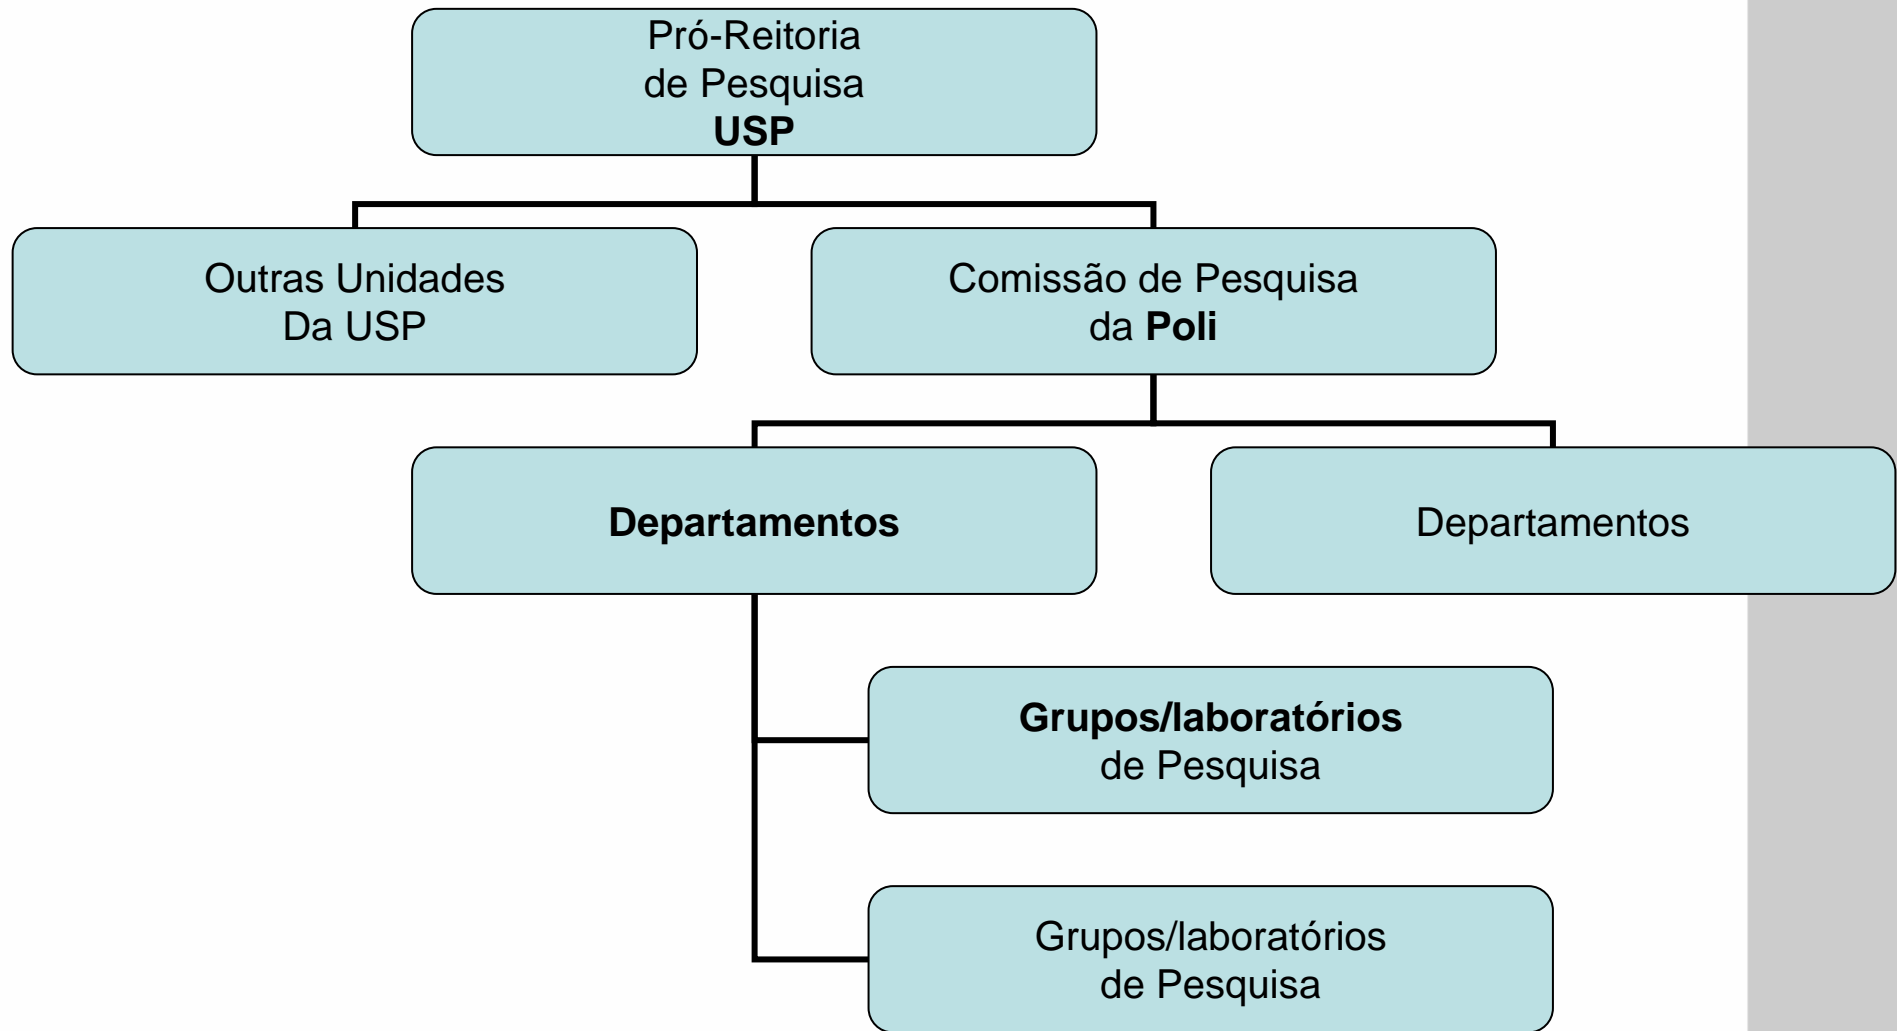 Pró-Reitoria
de Pesquisa
USP
Outras Unidades
Da USP
Comissão de Pesquisa
da Poli
Departamentos
Departamentos
Grupos/laboratórios
de Pesquisa
Grupos/laboratórios
de Pesquisa